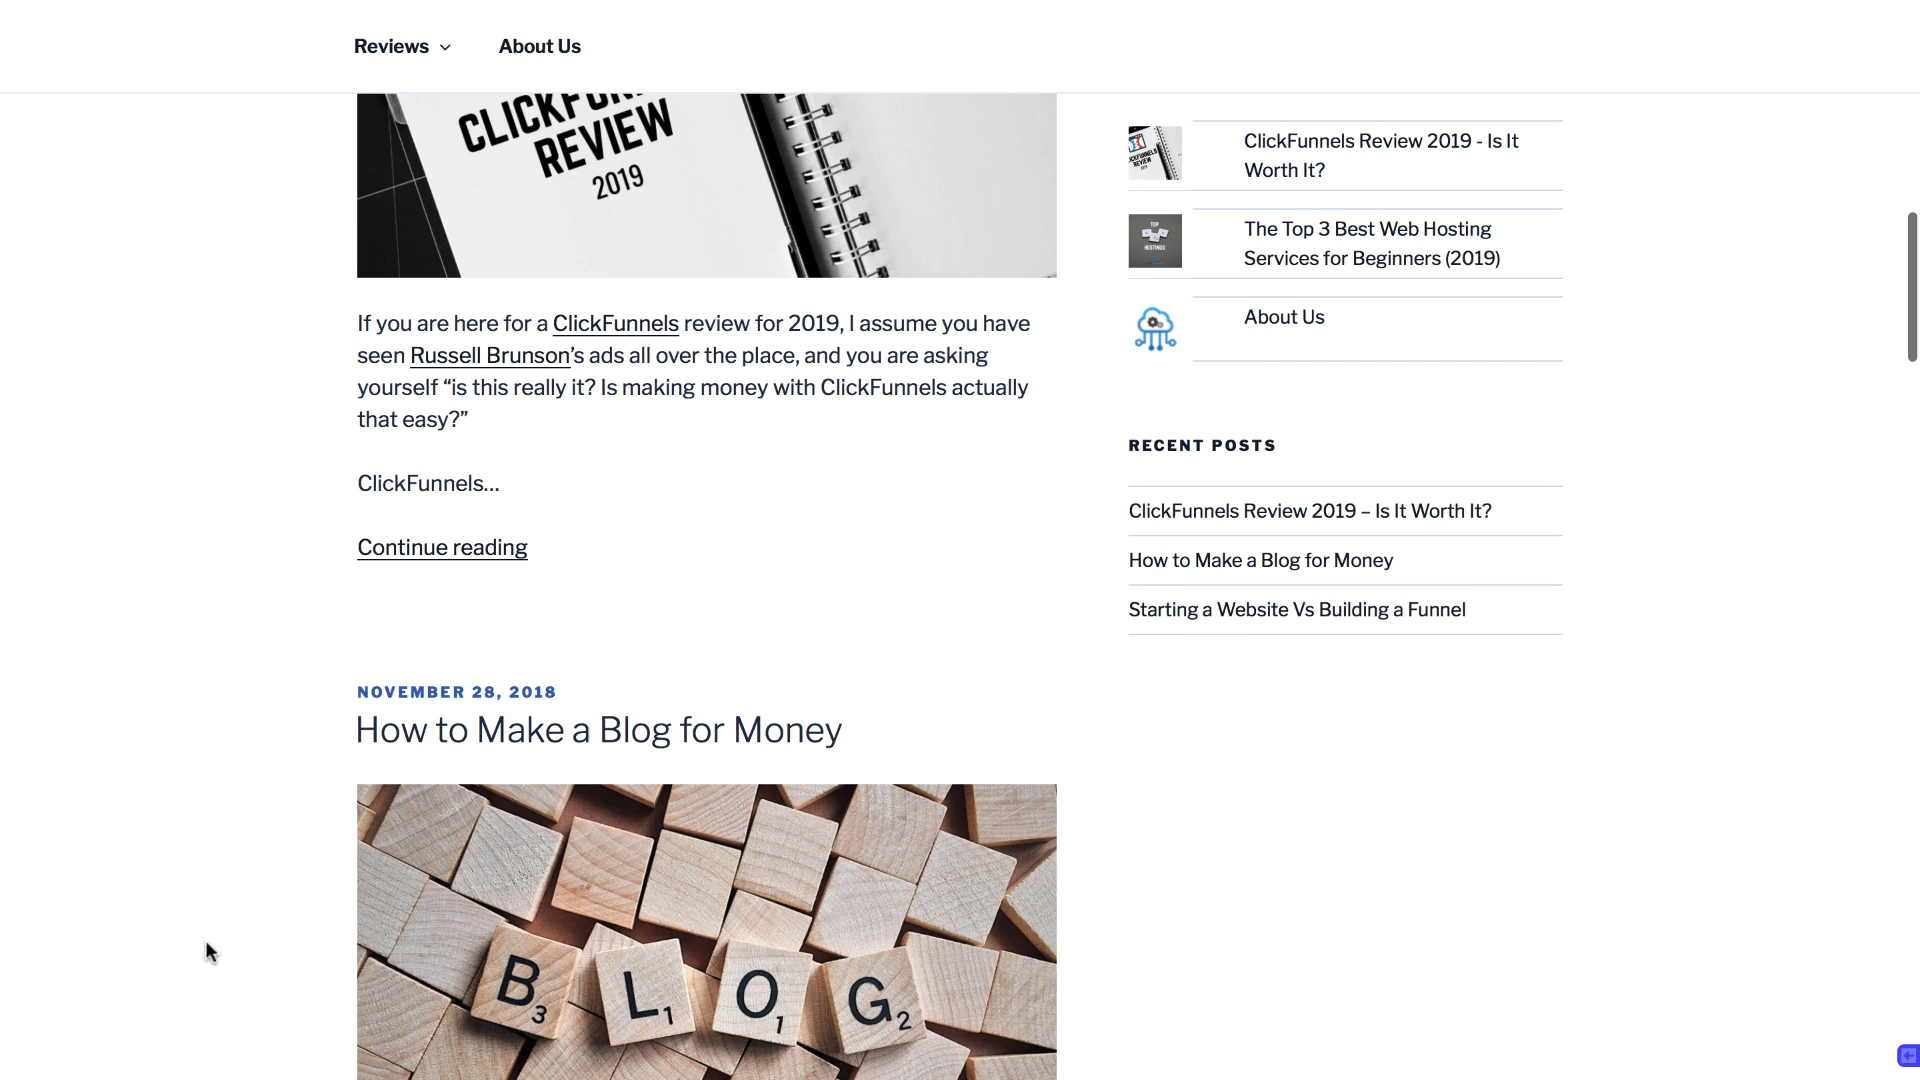 Reviews
About Us
REVIEW
2019
If you are here for a ClickFunnels review for 2019, I assume you have
seen Russell Brunson’s ads all over the place, and you are asking
yourself “is this really it? Is making money with ClickFunnels actually
that easy?”
ClickFunnels…
Continue reading
NOVEMBER 28, 2018
How to Make a Blog for Money
B3 L1 O1 G2
ClickFunnels Review 2019 - Is It
Worth It?
The Top 3 Best Web Hosting
Services for Beginners (2019)
About Us
RECENT POSTS
ClickFunnels Review 2019 – Is It Worth It?
How to Make a Blog for Money
Starting a Website Vs Building a Funnel